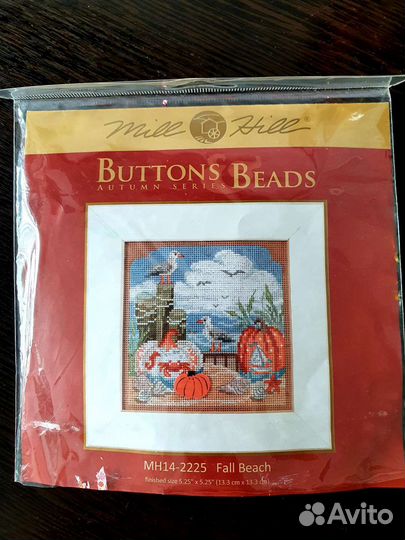 Mill Hill®
BUTTONS BEADS
AUTUMN SERIES
MH14-2225 Fall Beach
finished size 5.25" x 5.25" (13.3 cm x 13.3 cm)
Avito